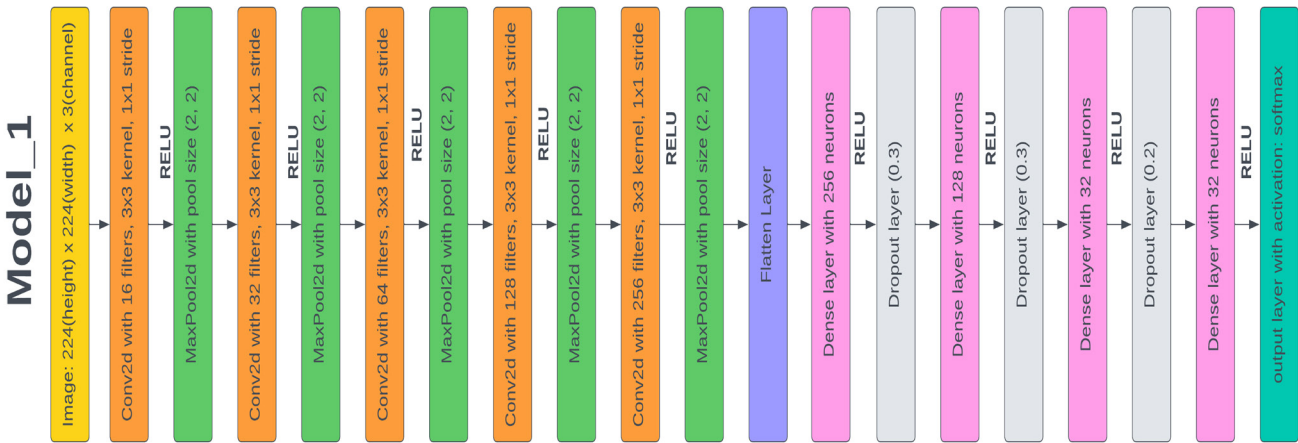 Model_1
Image: 224(height) x 224(width) x 3(channel)
Conv2d with 16 filters, 3x3 kernel, 1x1 stride
RELU
MaxPool2d with pool size (2, 2)
Conv2d with 32 filters, 3x3 kernel, 1x1 stride
RELU
MaxPool2d with pool size (2, 2)
Conv2d with 64 filters, 3x3 kernel, 1x1 stride
RELU
MaxPool2d with pool size (2, 2)
Conv2d with 128 filters, 3x3 kernel, 1x1 stride
RELU
MaxPool2d with pool size (2, 2)
Conv2d with 256 filters, 3x3 kernel, 1x1 stride
RELU
MaxPool2d with pool size (2, 2)
Flatten Layer
Dense layer with 256 neurons
RELU
Dropout layer (0.3)
Dense layer with 128 neurons
RELU
Dropout layer (0.3)
Dense layer with 32 neurons
RELU
Dropout layer (0.2)
Dense layer with 32 neurons
RELU
output layer with activation: softmax